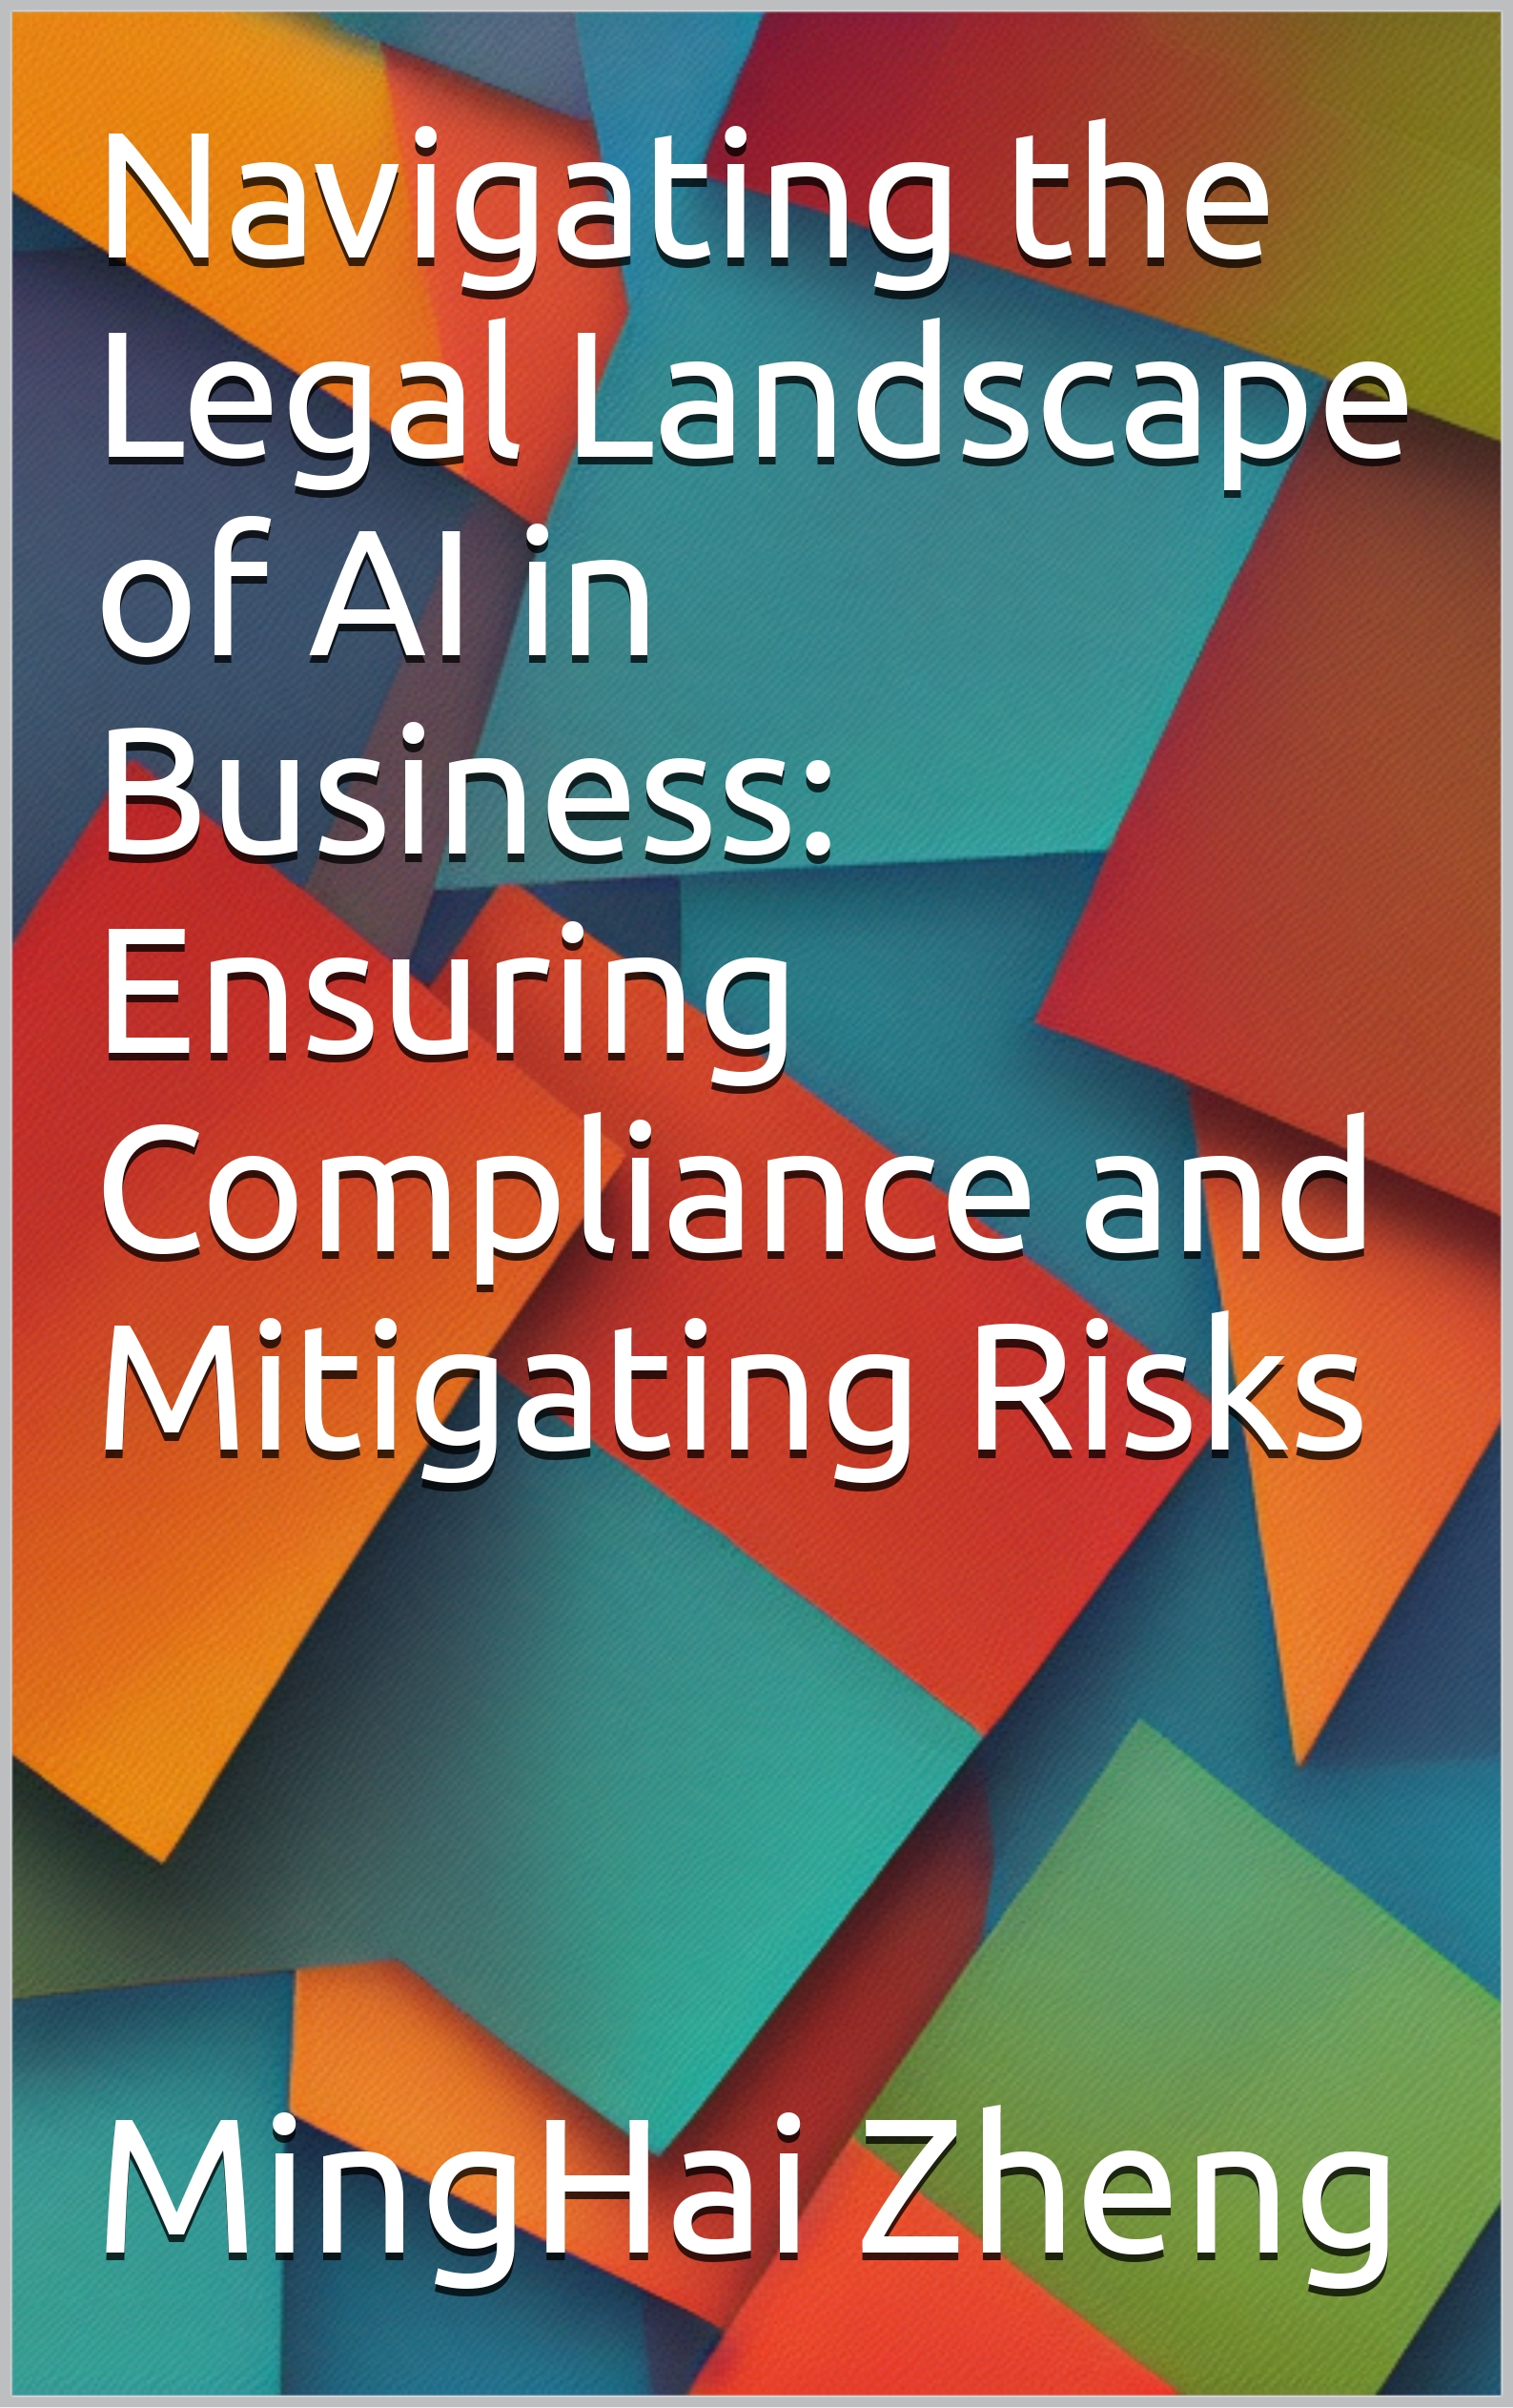 Navigating the
Legal Landscape
of AI in
Business:
Ensuring
Compliance and
Mitigating Risks
MingHai Zheng